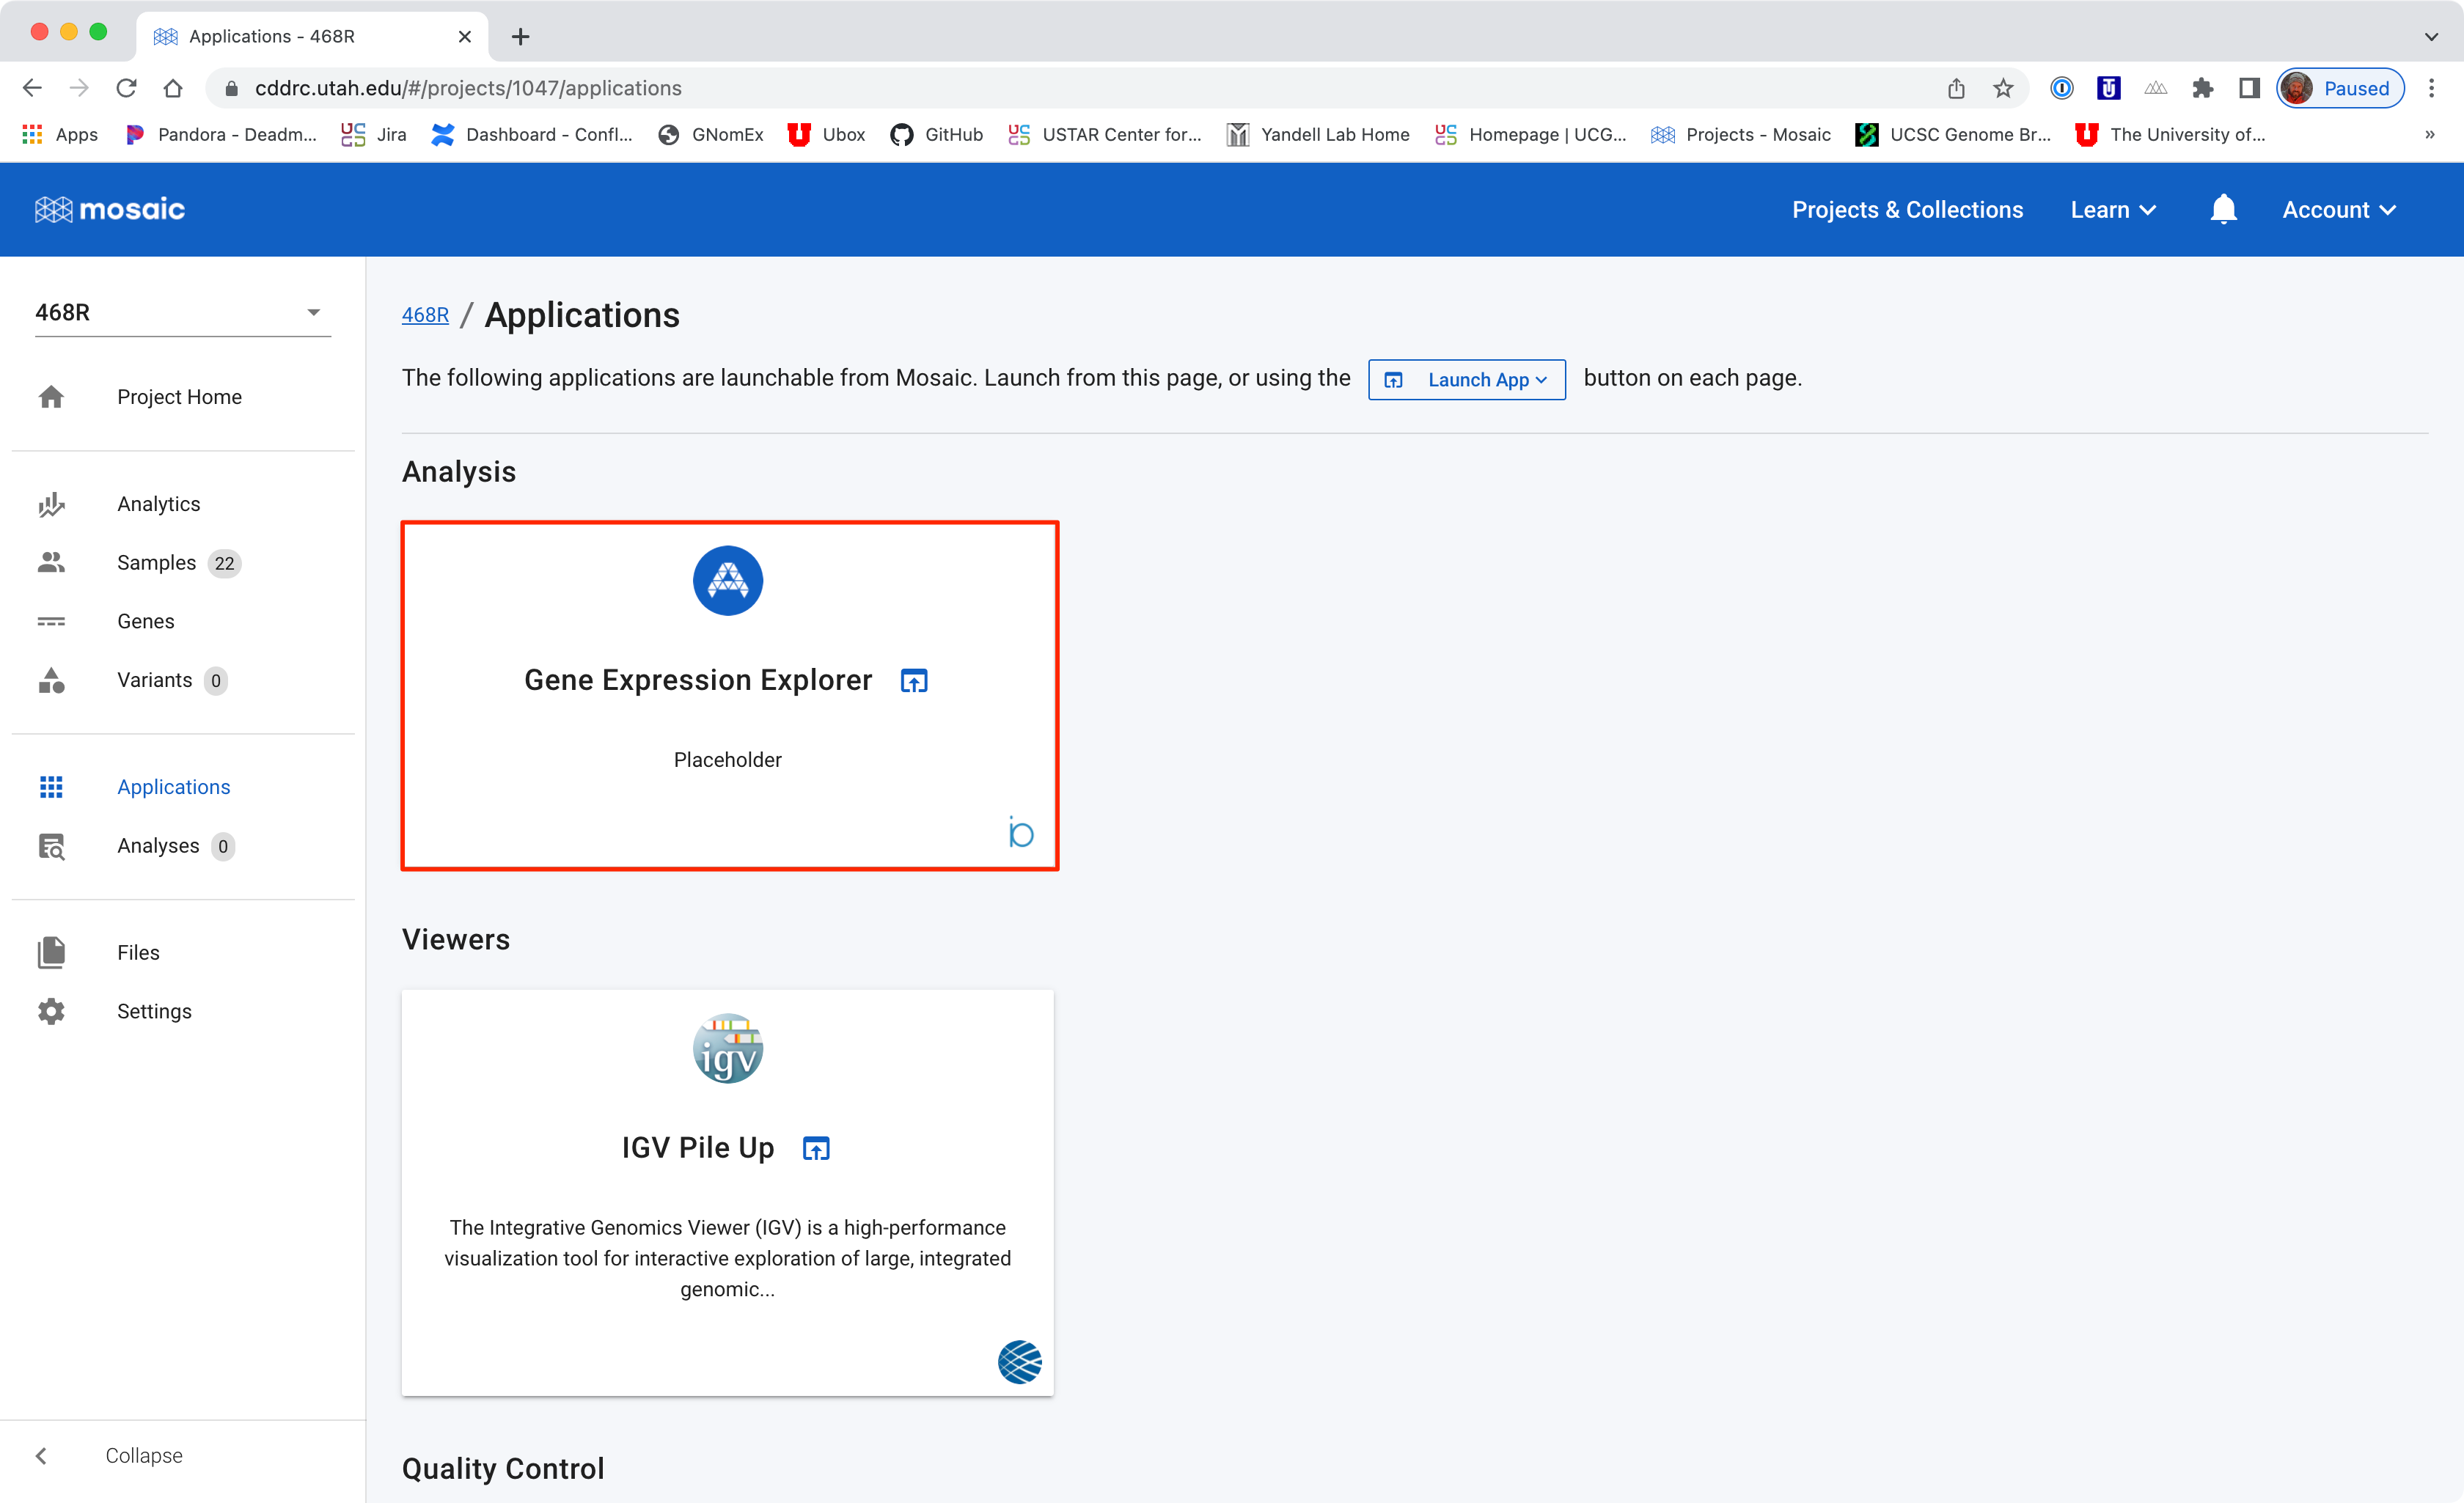 Applications - 468R
cddrc.utah.edu/#/projects/1047/applications
Paused
Apps
Pandora - Deadm...
Jira
Dashboard - Confl...
GNomEx
Ubox
GitHub
USTAR Center for...
Yandell Lab Home
Homepage | UCG...
Projects - Mosaic
UCSC Genome Br...
The University of...
»
mosaic
Projects & Collections
Learn
Account
468R
Project Home
Analytics
Samples 22
Genes
Variants 0
Applications
Analyses 0
Files
Settings
Collapse
468R / Applications
The following applications are launchable from Mosaic. Launch from this page, or using the Launch App button on each page.
Analysis
Gene Expression Explorer
Placeholder
Viewers
igv
IGV Pile Up
The Integrative Genomics Viewer (IGV) is a high-performance
visualization tool for interactive exploration of large, integrated
genomic...
Quality Control